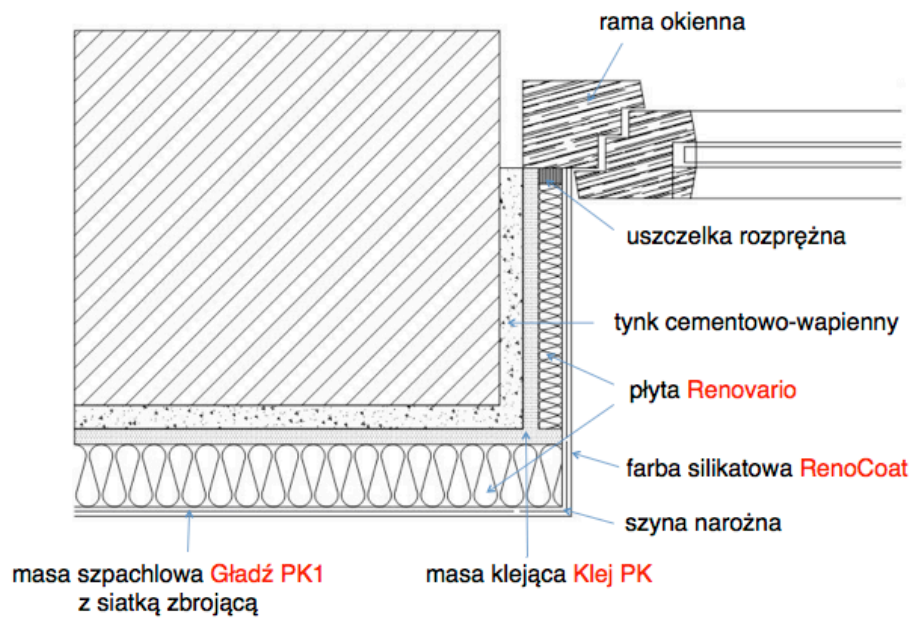 rama okienna
uszczelka rozprężna
tynk cementowo-wapienny
płyta Renovario
farba silikatowa RenoCoat
szyna narożna
masa szpachlowa Gładź PK1
z siatką zbrojącą
masa klejąca Klej PK